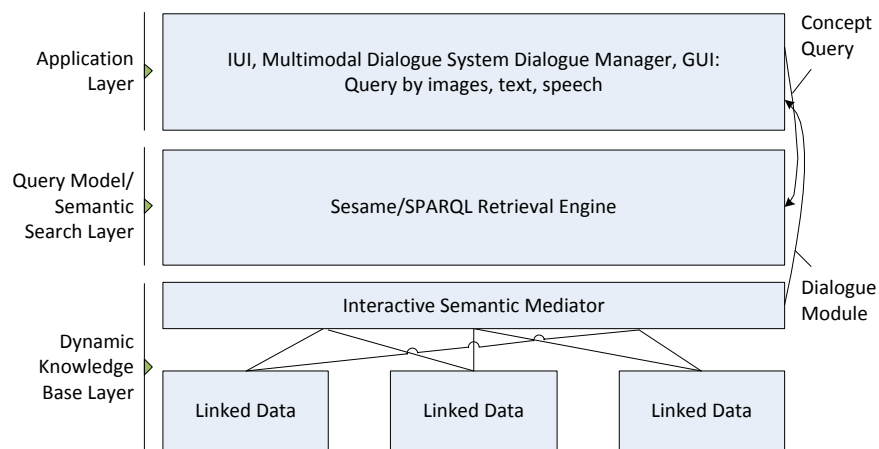 Application
Layer
IUI, Multimodal Dialogue System Dialogue Manager, GUI:
Query by images, text, speech
Concept
Query
Query Model/
Semantic
Search Layer
Sesame/SPARQL Retrieval Engine
Dialogue
Module
Interactive Semantic Mediator
Dynamic
Knowledge
Base Layer
Linked Data
Linked Data
Linked Data